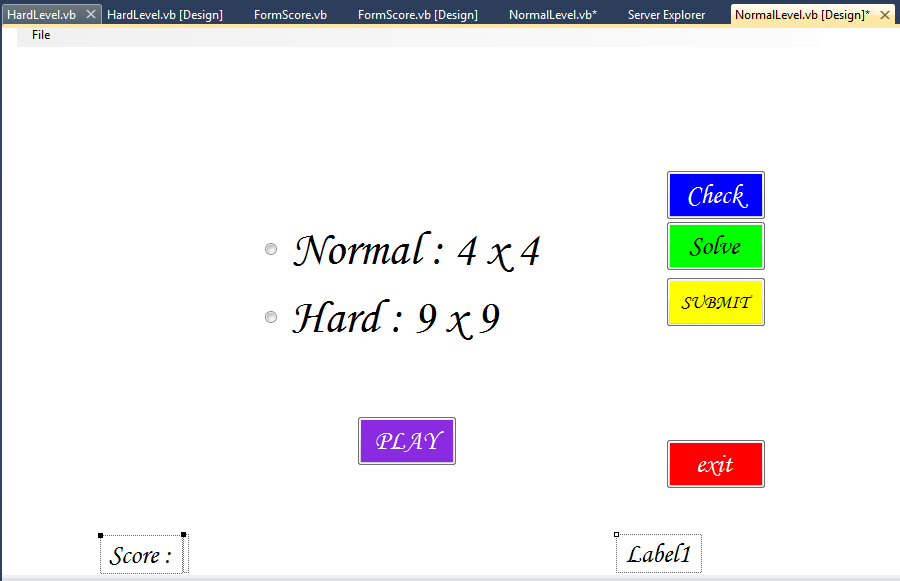 HardLevel.vb HardLevel.vb [Design] FormScore.vb FormScore.vb [Design] NormalLevel.vb* Server Explorer NormalLevel.vb [Design]*
File
Check
Normal : 4 x 4
Solve
SUBMIT
Hard : 9 x 9
PLAY
exit
Score :
Label1